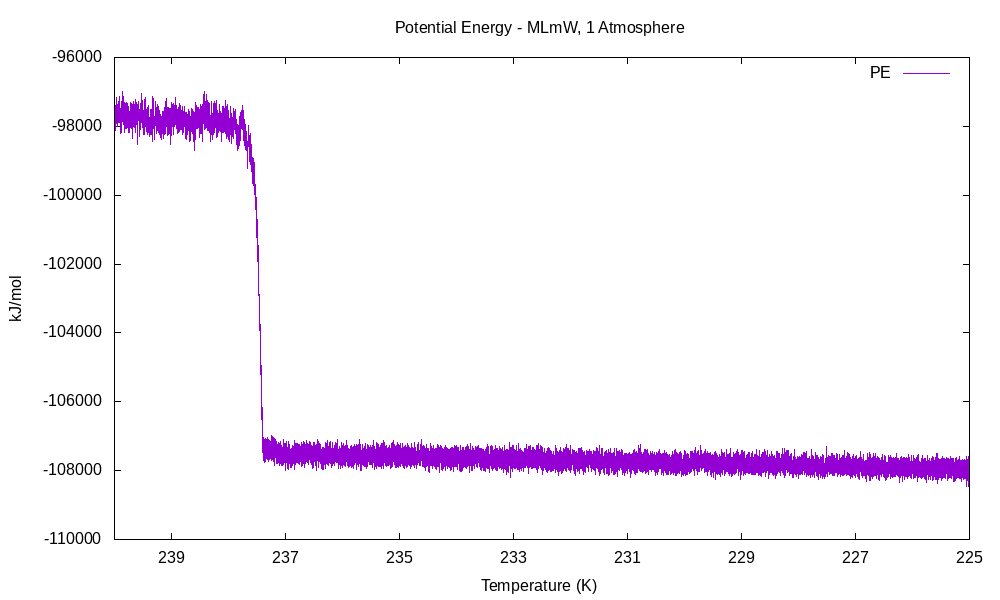 Potential Energy - MLmW, 1 Atmosphere
PE
-96000
-98000
-100000
-102000
-104000
-106000
-108000
-110000
kJ/mol
239 237 235 233 231 229 227 225
Temperature (K)